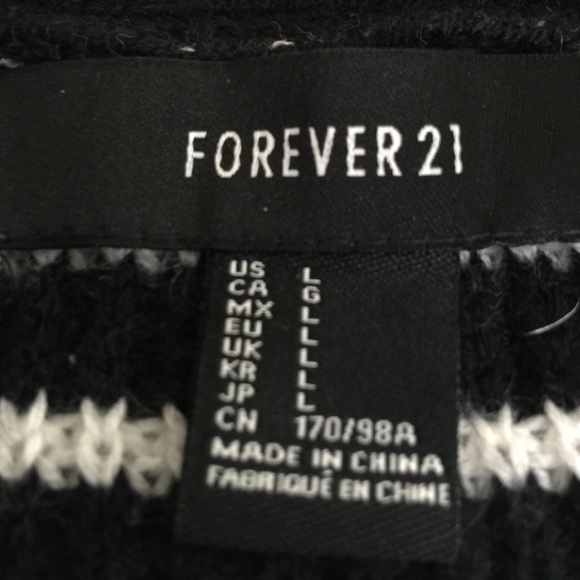 FOREVER 21
US L
CA G
MX L
EU L
UK L
KR L
JP L
CN 170/98A
MADE IN CHINA
FABRIQUÉ EN CHINE